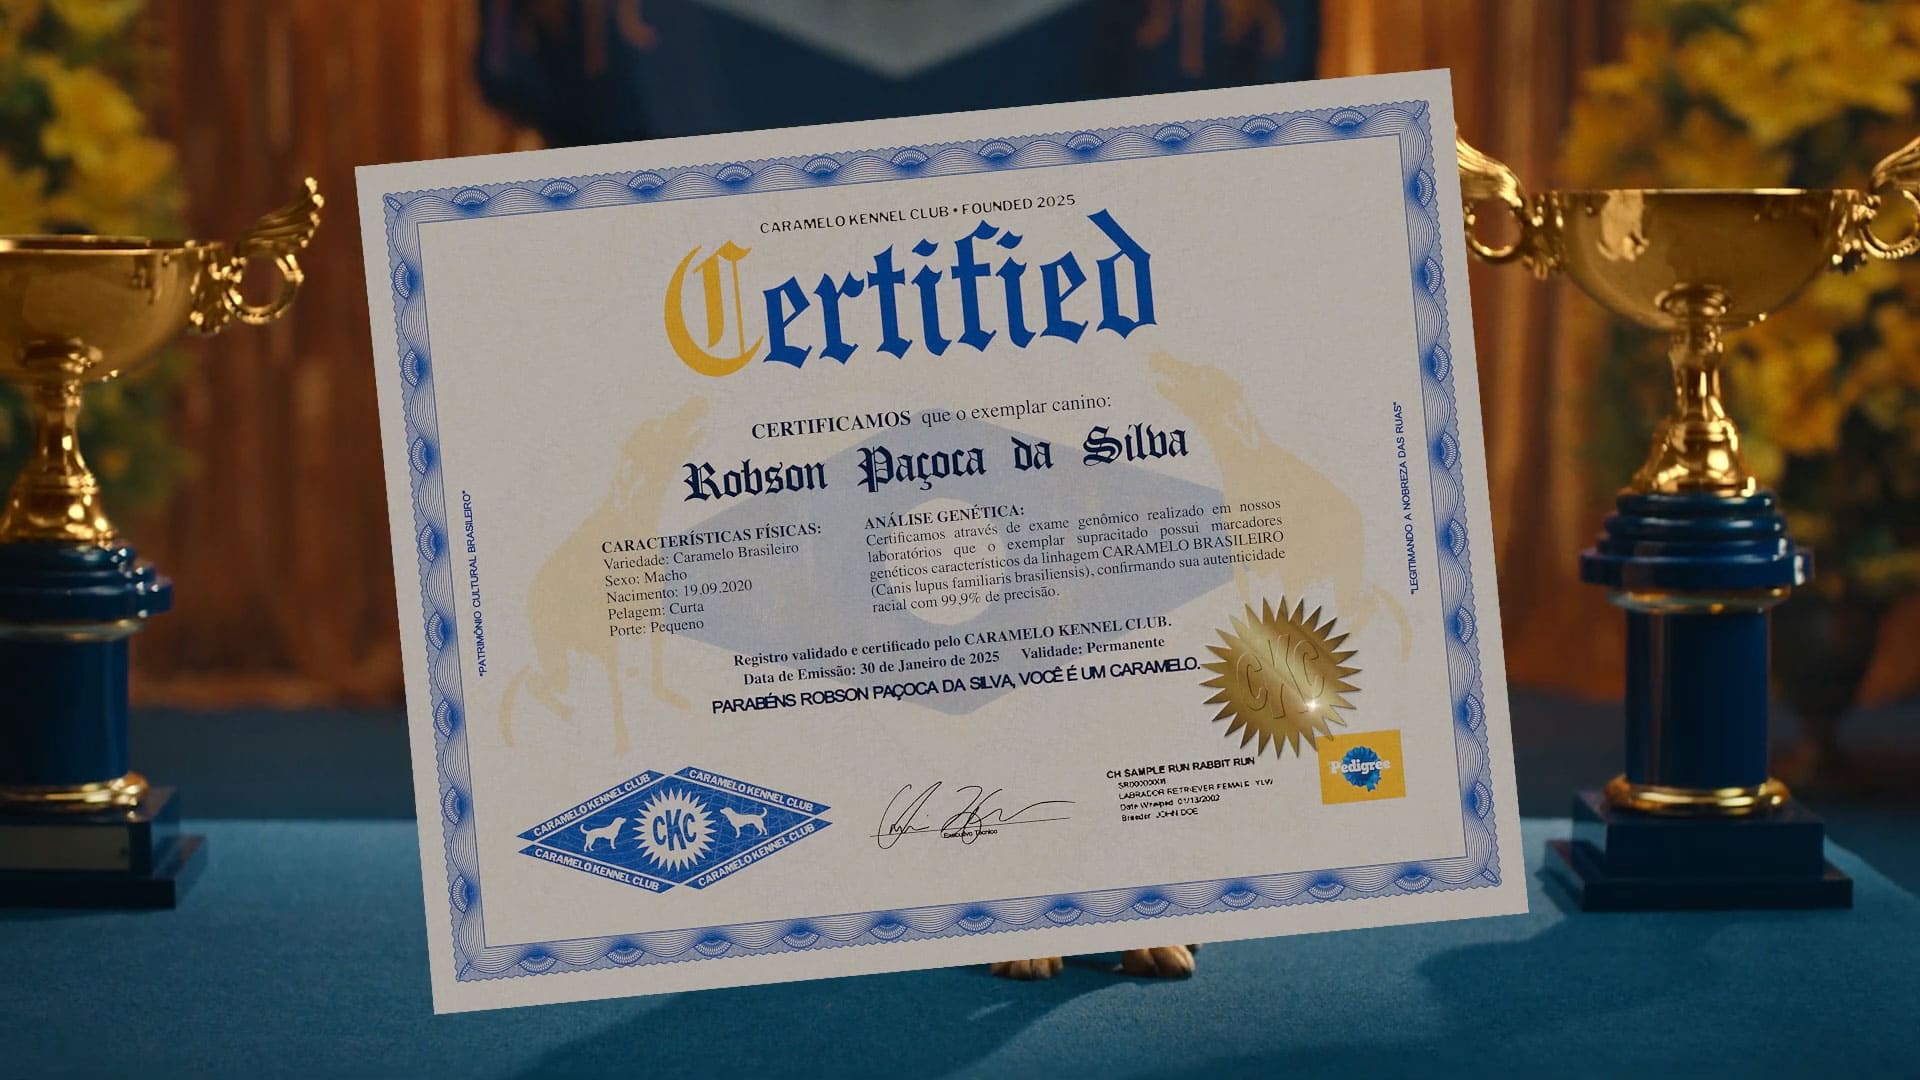 CARAMELO KENNEL CLUB • FOUNDED 2025
Certified
CERTIFICAMOS que o exemplar canino:
Robson Paçoca da Silva
CARACTERÍSTICAS FÍSICAS:
Variedade: Caramelo Brasileiro
Sexo: Macho
Nacimento: 19.09.2020
Pelagem: Curta
Porte: Pequeno
ANÁLISE GENÉTICA:
Certificamos através de exame genômico realizado em nossos
laboratórios que o exemplar supracitado possui marcadores
genéticos característicos da linhagem CARAMELO BRASILEIRO
(Canis lupus familiaris brasiliensis), confirmando sua autenticidade
racial com 99,9% de precisão.
Registro validado e certificado pelo CARAMELO KENNEL CLUB.
Data de Emissão: 30 de Janeiro de 2025 Validade: Permanente
PARABÉNS ROBSON PAÇOCA DA SILVA, VOCÊ É UM CARAMELO.
"PATRIMÔNIO CULTURAL BRASILEIRO"
"LEGITIMANDO A NOBREZA DAS RUAS"
CKC
CARAMELO KENNEL CLUB
CARAMELO KENNEL CLUB
CKC
CARAMELO KENNEL CLUB
CARAMELO KENNEL CLUB
Executivo Técnico
CH SAMPLE RUN RABBIT RUN
LABRADOR RETRIEVER FEMALE YLW
Date Whelped 01/13/2002
Breeder JOHN DOE
Pedigree